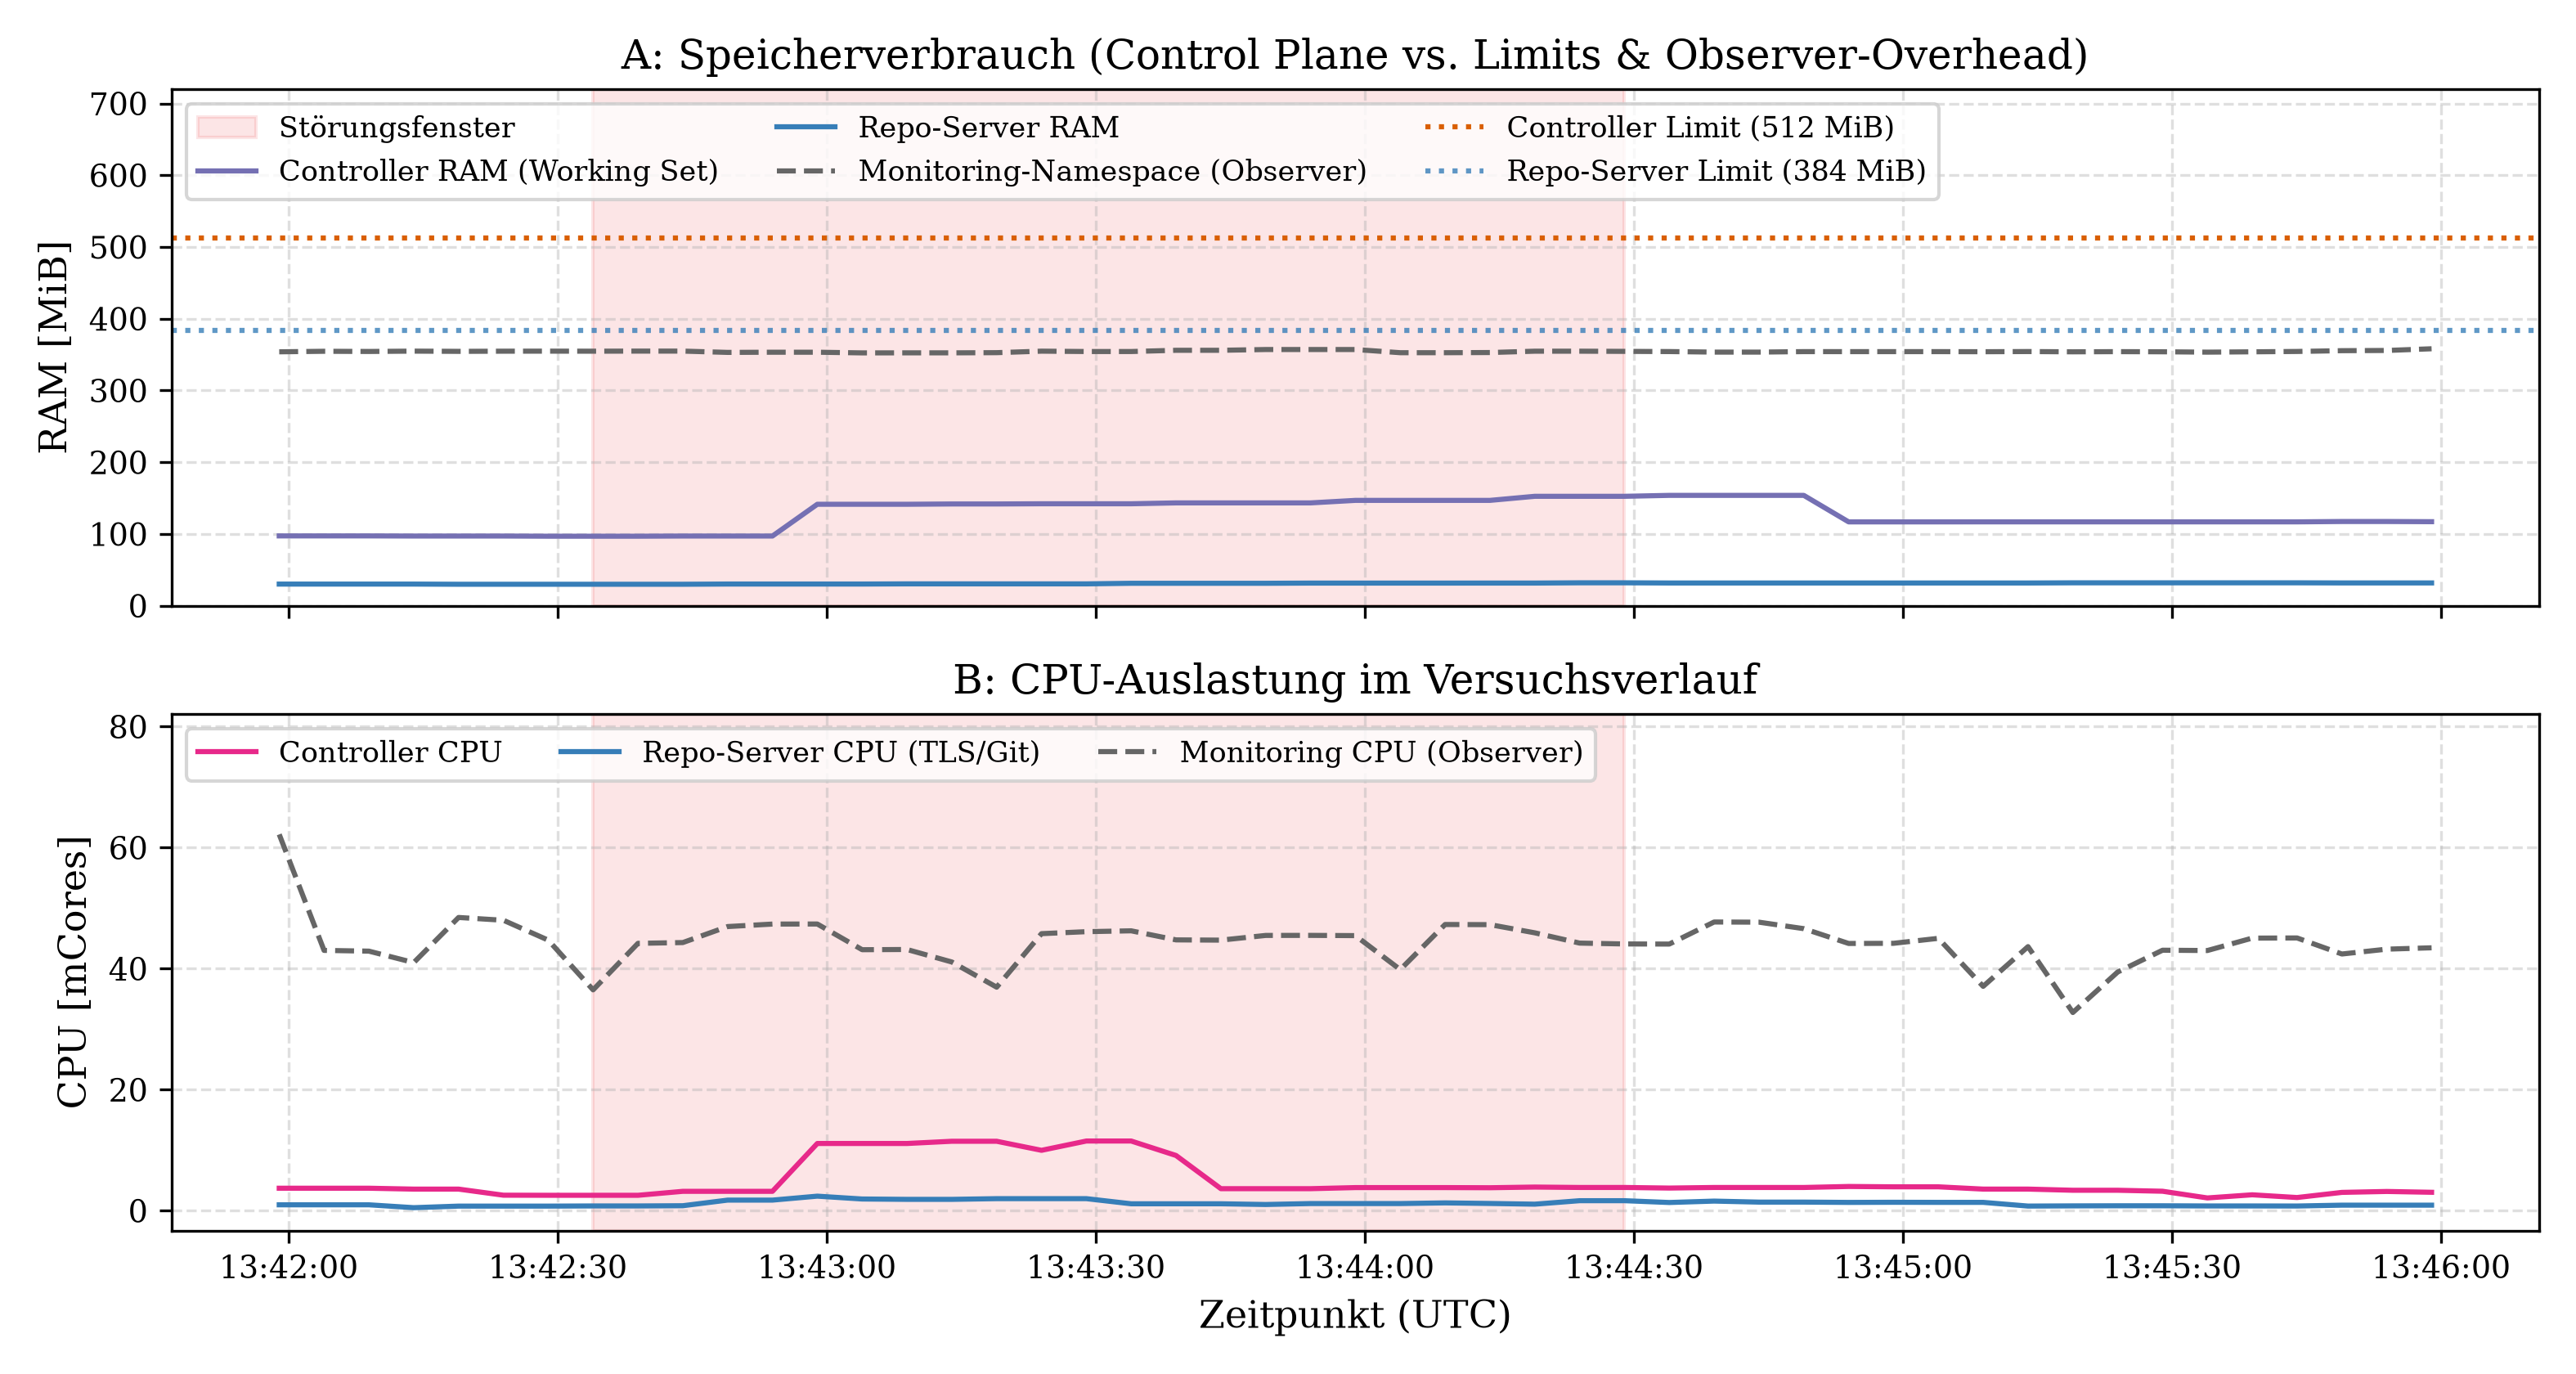 A: Speicherverbrauch (Control Plane vs. Limits & Observer-Overhead)
700
600
500
400
300
200
100
0
RAM [MiB]
Störungsfenster
Controller RAM (Working Set)
Repo-Server RAM
Monitoring-Namespace (Observer)
Controller Limit (512 MiB)
Repo-Server Limit (384 MiB)
B: CPU-Auslastung im Versuchsverlauf
80
60
40
20
0
CPU [mCores]
Controller CPU
Repo-Server CPU (TLS/Git)
Monitoring CPU (Observer)
13:42:00 13:42:30 13:43:00 13:43:30 13:44:00 13:44:30 13:45:00 13:45:30 13:46:00
Zeitpunkt (UTC)